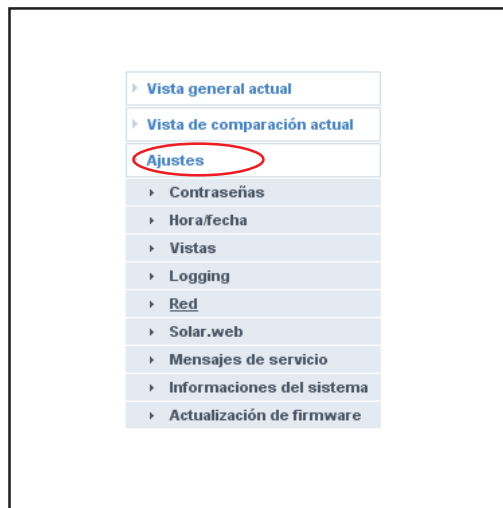 Vista general actual
Vista de comparación actual
Ajustes
Contraseñas
Hora/fecha
Vistas
Logging
Red
Solar.web
Mensajes de servicio
Informaciones del sistema
Actualización de firmware